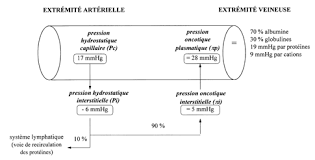 EXTRÉMITÉ ARTÉRIELLE
EXTRÉMITÉ VEINEUSE
pression
hydrostatique
capillaire (Pc)
17 mmHg
pression
oncotique
plasmatique (πp)
= 28 mmHg
=
70 % albumine
30 % globulines
19 mmHg par protéines
9 mmHg par cations
pression hydrostatique
interstitielle (Pi)
- 6 mmHg
pression oncotique
interstitielle (πi)
= 5 mmHg
90 %
10 %
système lymphatique
(voie de recirculation
des protéines)